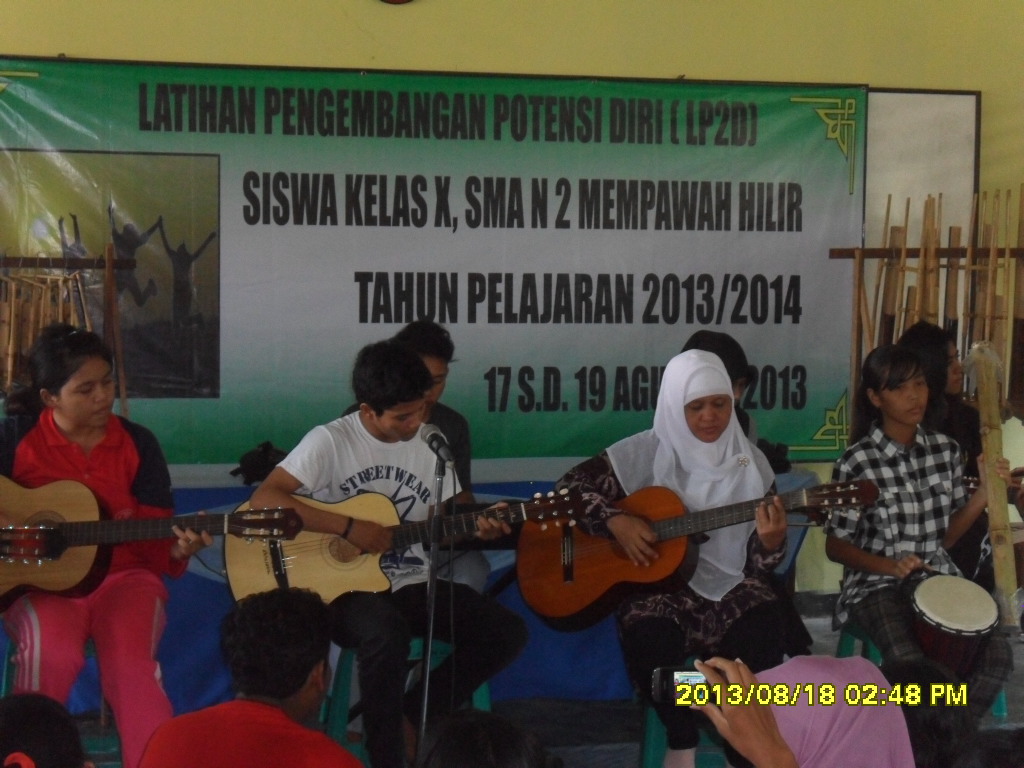 LATIHAN PENGEMBANGAN POTENSI DIRI ( LP2D)
SISWA KELAS X, SMA N 2 MEMPAWAH HILIR
TAHUN PELAJARAN 2013/2014
17 S.D. 19 AGU 2013
STREETWEAR
2013/08/18 02:48 PM